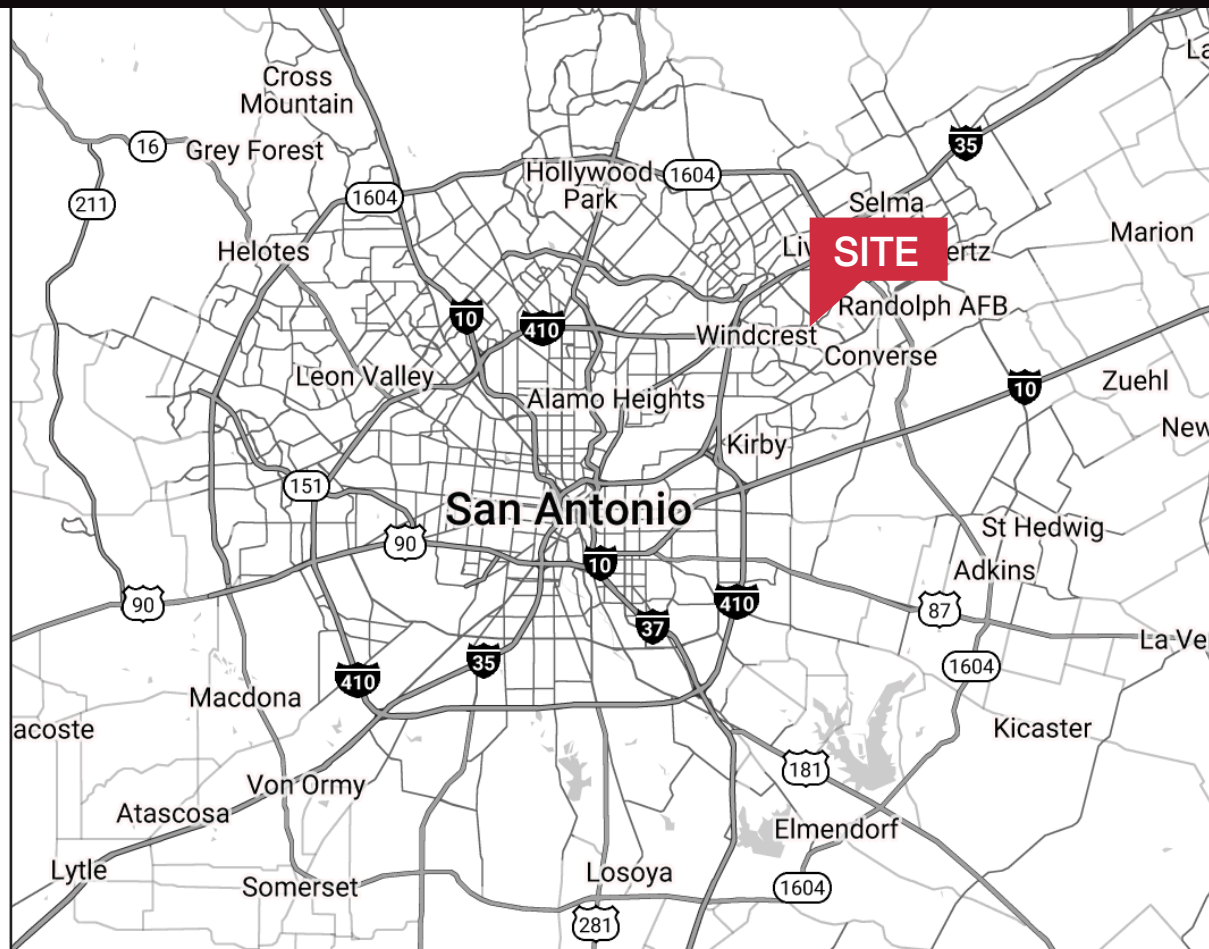 Cross
Mountain
La
35
16
Grey Forest
Hollywood
Park
1604
1604
211
Selma
Helotes
Liv
SITE
ertz
Marion
10
410
Randolph AFB
Windcrest
Converse
Leon Valley
Alamo Heights
10
Zuehl
Kirby
New
151
San Antonio
90
St Hedwig
10
Adkins
90
410
87
37
La Ver
35
1604
410
Macdona
acoste
Kicaster
181
Von Ormy
Atascosa
Elmendorf
Lytle
Losoya
Somerset
1604
281